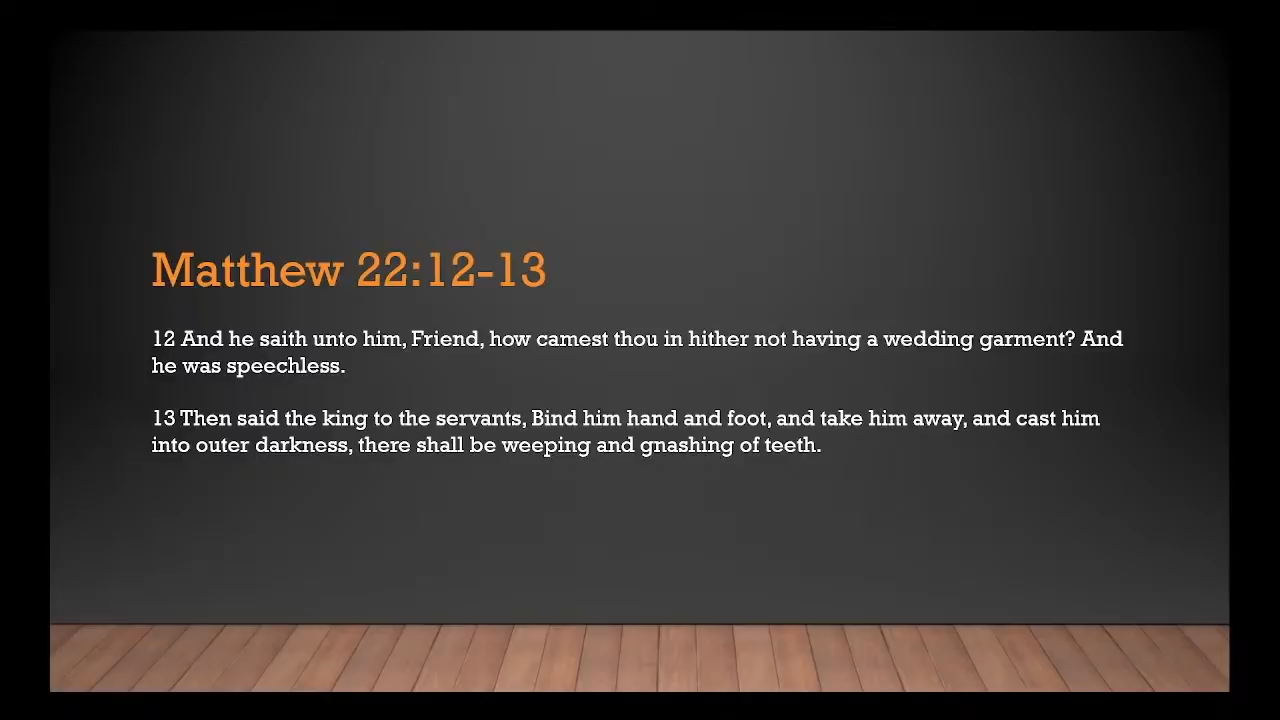 Matthew 22:12-13
12 And he saith unto him, Friend, how camest thou in hither not having a wedding garment? And
he was speechless.
13 Then said the king to the servants, Bind him hand and foot, and take him away, and cast him
into outer darkness, there shall be weeping and gnashing of teeth.